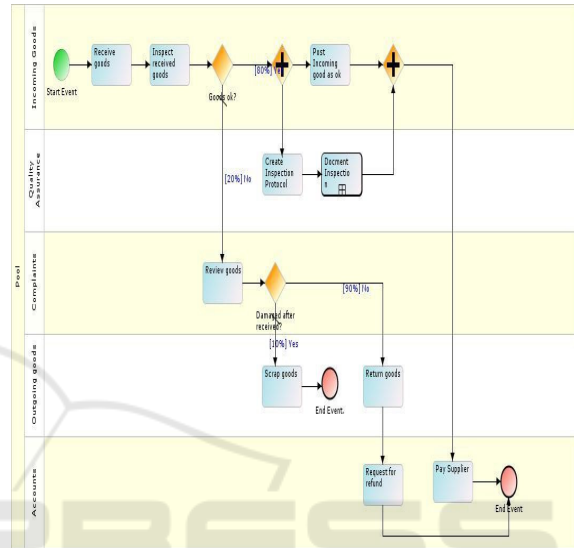 Pool
Incoming Goods
Start Event
Receive
goods
Inspect
received
goods
Goods ok?
[80%] Yes
Post
Incoming
good as ok
Quality
Assurance
Create
Inspection
Protocol
Docment
Inspectio
n
[20%] No
Complaints
Review goods
Damaged after
received?
[90%] No
[10%] Yes
Outgoing goods
Scrap goods
End Event.
Return goods
Accounts
Request for
refund
Pay Supplier
End Event
PRESS